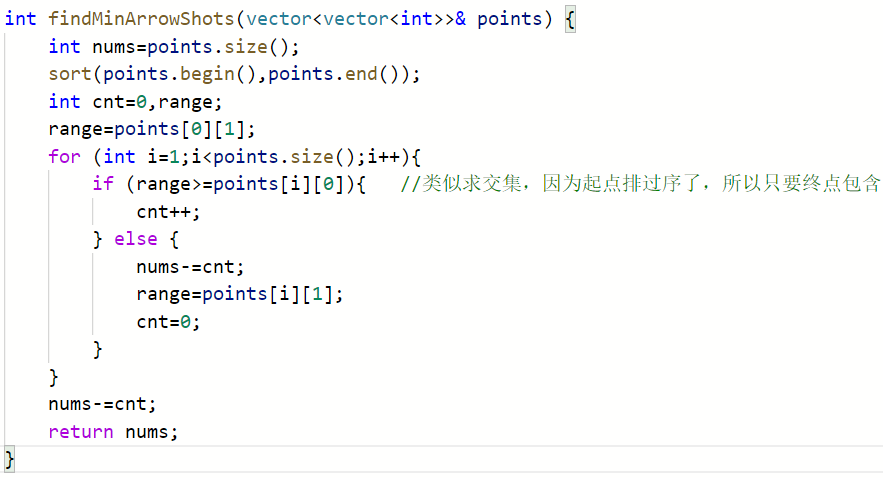 int findMinArrowShots(vector<vector<int>>& points) {
    int nums=points.size();
    sort(points.begin(),points.end());
    int cnt=0,range;
    range=points[0][1];
    for (int i=1;i<points.size();i++){
        if (range>=points[i][0]){   //类似求交集，因为起点排过序了，所以只要终点包含
            cnt++;
        } else {
            nums-=cnt;
            range=points[i][1];
            cnt=0;
        }
    }
    nums-=cnt;
    return nums;
}